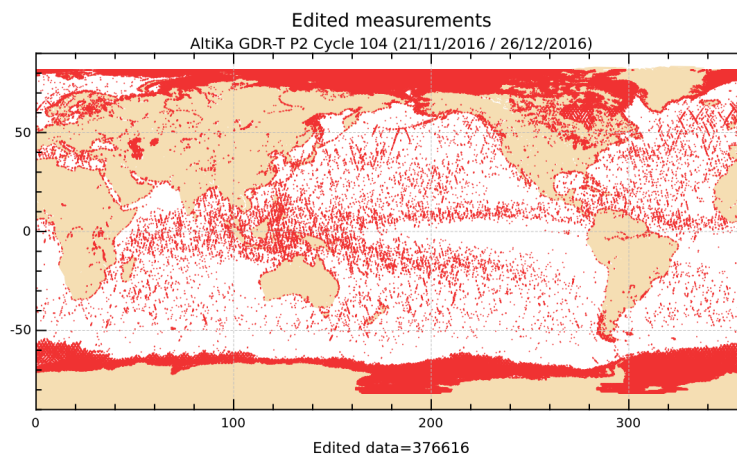 Edited measurements
AltiKa GDR-T P2 Cycle 104 (21/11/2016 / 26/12/2016)
50
0
-50
0 100 200 300
Edited data=376616